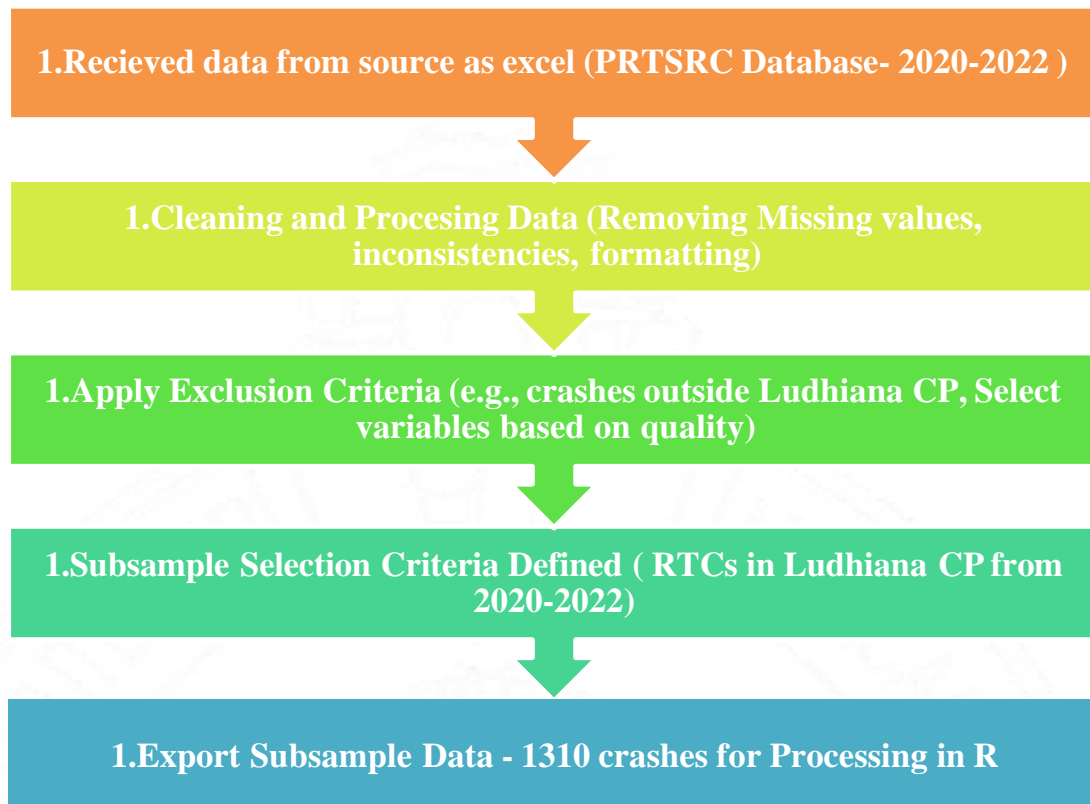 1.Recieved data from source as excel (PRTSRC Database- 2020-2022 )
1.Cleaning and Procesing Data (Removing Missing values,
inconsistencies, formatting)
1.Apply Exclusion Criteria (e.g., crashes outside Ludhiana CP, Select
variables based on quality)
1.Subsample Selection Criteria Defined ( RTCs in Ludhiana CP from
2020-2022)
1.Export Subsample Data - 1310 crashes for Processing in R